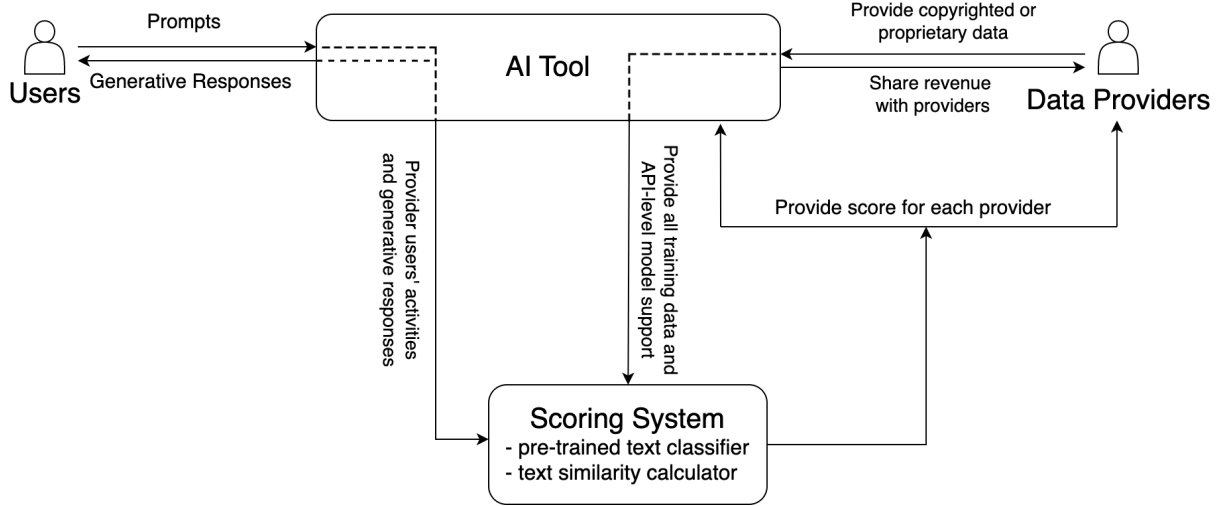 Prompts
Generative Responses
Users
AI Tool
Provide copyrighted or
proprietary data
Share revenue
with providers
Data Providers
Provider users' activities
and generative responses
Provide all training data and
API-level model support
Provide score for each provider
Scoring System
- pre-trained text classifier
- text similarity calculator